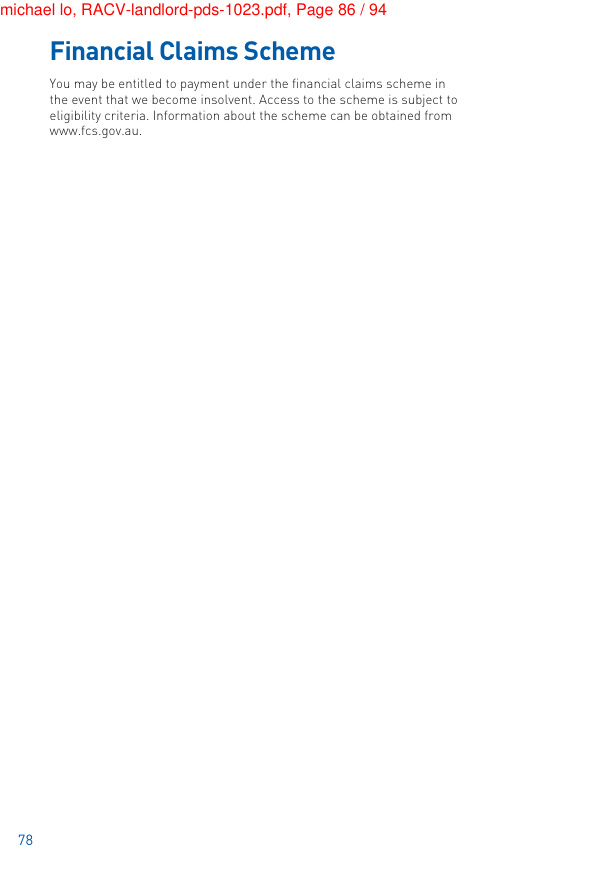 michael lo, RACV-landlord-pds-1023.pdf, Page 86 / 94
Financial Claims Scheme
You may be entitled to payment under the financial claims scheme in
the event that we become insolvent. Access to the scheme is subject to
eligibility criteria. Information about the scheme can be obtained from
www.fcs.gov.au.
78